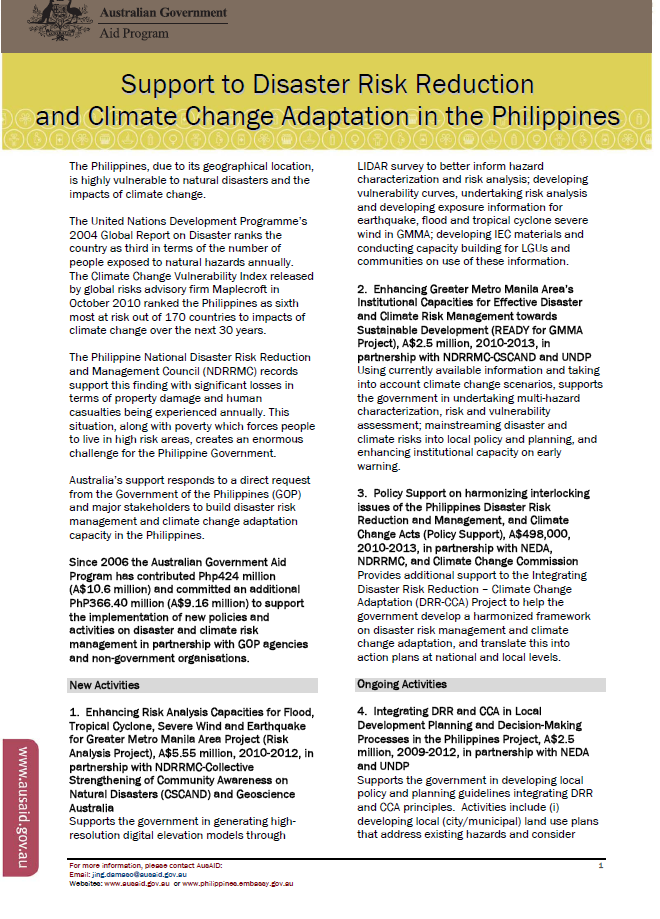 Australian Government
Aid Program
Support to Disaster Risk Reduction
and Climate Change Adaptation in the Philippines
The Philippines, due to its geographical location,
is highly vulnerable to natural disasters and the
impacts of climate change.
The United Nations Development Programme's
2004 Global Report on Disaster ranks the
country as third in terms of the number of
people exposed to natural hazards annually.
The Climate Change Vulnerability Index released
by global risks advisory firm Maplecroft in
October 2010 ranked the Philippines as sixth
most at risk out of 170 countries to impacts of
climate change over the next 30 years.
The Philippine National Disaster Risk Reduction
and Management Council (NDRRMC) records
support this finding with significant losses in
terms of property damage and human
casualties being experienced annually. This
situation, along with poverty which forces people
to live in high risk areas, creates an enormous
challenge for the Philippine Government.
Australia's support responds to a direct request
from the Government of the Philippines (GOP)
and major stakeholders to build disaster risk
management and climate change adaptation
capacity in the Philippines.
Since 2006 the Australian Government Aid
Program has contributed Php424 million
(A$10.6 million) and committed an additional
PhP366.40 million (A$9.16 million) to support
the implementation of new policies and
activities on disaster and climate risk
management in partnership with GOP agencies
and non-government organisations.
New Activities
1. Enhancing Risk Analysis Capacities for Flood,
Tropical Cyclone, Severe Wind and Earthquake
for Greater Metro Manila Area Project (Risk
Analysis Project), A$5.55 million, 2010-2012, in
partnership with NDRRMC-Collective
Strengthening of Community Awareness on
Natural Disasters (CSCAND) and Geoscience
Australia
Supports the government in generating high-
resolution digital elevation models through
LIDAR survey to better inform hazard
characterization and risk analysis; developing
vulnerability curves, undertaking risk analysis
and developing exposure information for
earthquake, flood and tropical cyclone severe
wind in GMMA; developing IEC materials and
conducting capacity building for LGUs and
communities on use of these information.
2. Enhancing Greater Metro Manila Area's
Institutional Capacities for Effective Disaster
and Climate Risk Management towards
Sustainable Development (READY for GMMA
Project), A$2.5 million, 2010-2013, in
partnership with NDRRMC-CSCAND and UNDP
Using currently available information and taking
into account climate change scenarios, supports
the government in undertaking multi-hazard
characterization, risk and vulnerability
assessment; mainstreaming disaster and
climate risks into local policy and planning, and
enhancing institutional capacity on early
warning.
3. Policy Support on harmonizing interlocking
issues of the Philippines Disaster Risk
Reduction and Management, and Climate
Change Acts (Policy Support), A$498,000,
2010-2013, in partnership with NEDA,
NDRRMC, and Climate Change Commission
Provides additional support to the Integrating
Disaster Risk Reduction – Climate Change
Adaptation (DRR-CCA) Project to help the
government develop a harmonized framework
on disaster risk management and climate
change adaptation, and translate this into
action plans at national and local levels.
Ongoing Activities
4. Integrating DRR and CCA in Local
Development Planning and Decision-Making
Processes in the Philippines Project, A$2.5
million, 2009-2012, in partnership with NEDA
and UNDP
Supports the government in developing local
policy and planning guidelines integrating DRR
and CCA principles. Activities include (i)
developing local (city/municipal) land use plans
that address existing hazards and consider
www.ausaid.gov.au
For more information, please contact AusAID:
Email: jing.damaso@ausaid.gov.au
Websites: www.ausaid.gov.au or www.philippines.embassy.gov.au
1